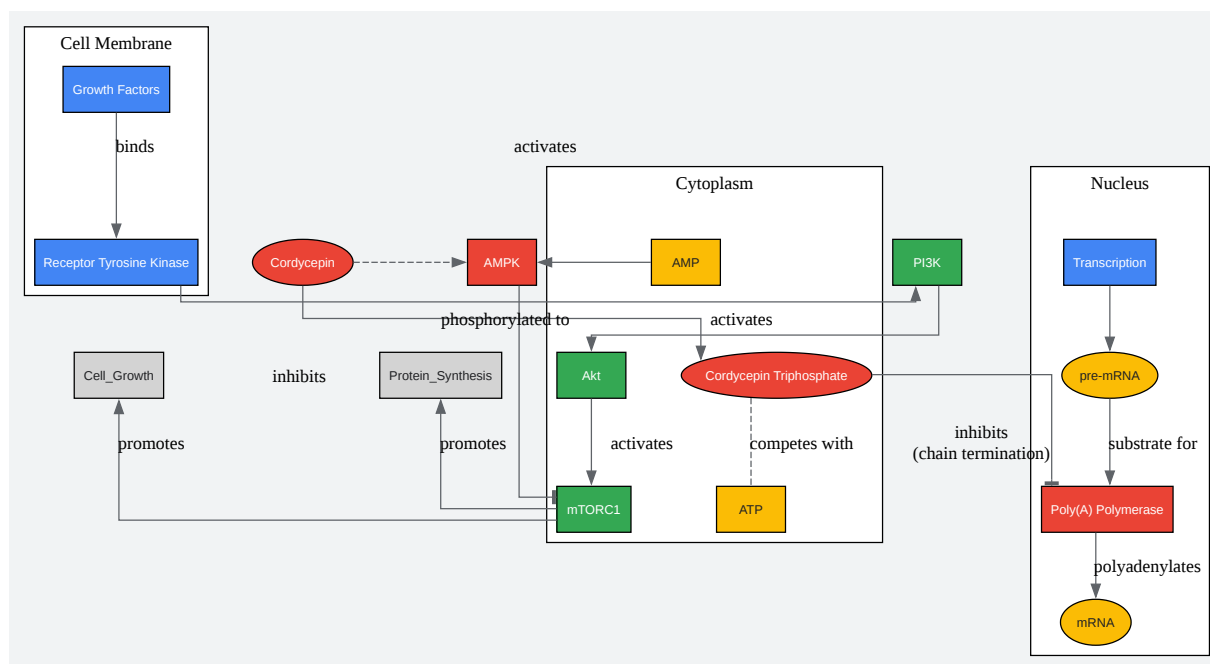 Cell Membrane
Growth Factors
binds
activates
Cytoplasm
Nucleus
Receptor Tyrosine Kinase
Cordycepin
AMPK
AMP
PI3K
Transcription
phosphorylated to
activates
Cell_Growth
inhibits
Protein_Synthesis
Akt
Cordycepin Triphosphate
pre-mRNA
promotes
promotes
activates
competes with
inhibits
(chain termination)
substrate for
mTORC1
ATP
Poly(A) Polymerase
polyadenylates
mRNA